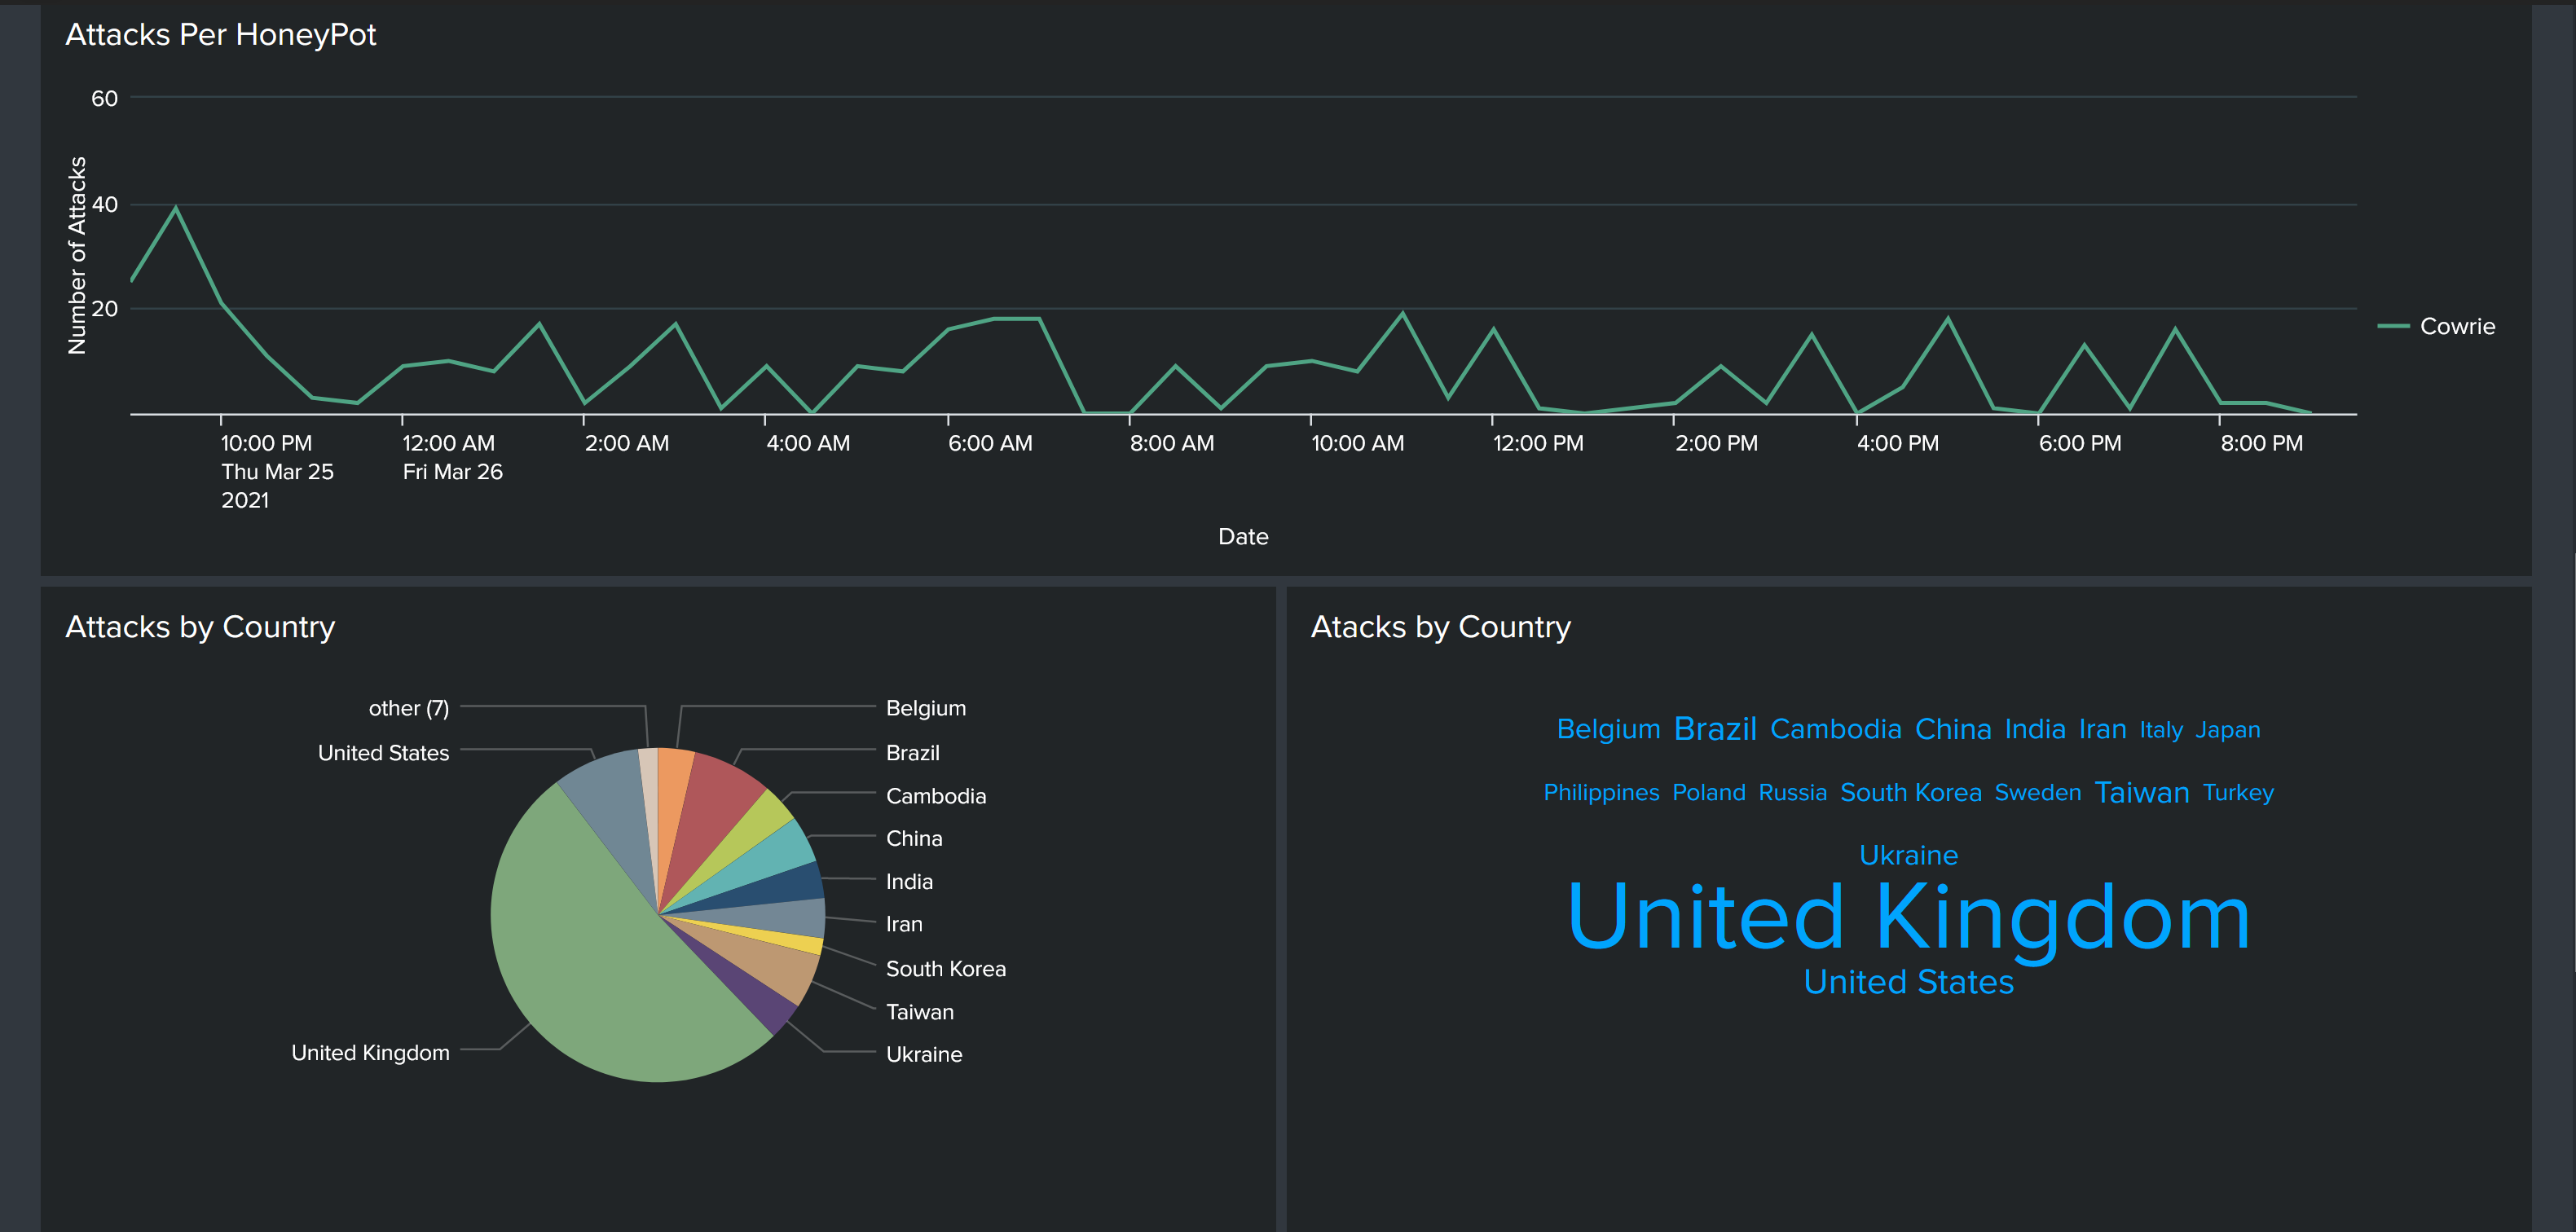 Attacks Per HoneyPot
60
40
20
Number of Attacks
Cowrie
10:00 PM 12:00 AM 2:00 AM 4:00 AM 6:00 AM 8:00 AM 10:00 AM 12:00 PM 2:00 PM 4:00 PM 6:00 PM 8:00 PM
Thu Mar 25 Fri Mar 26
2021
Date
Attacks by Country
other (7) Belgium
United States Brazil
Cambodia
China
India
Iran
South Korea
Taiwan
United Kingdom Ukraine
Atacks by Country
Belgium Brazil Cambodia China India Iran Italy Japan
Philippines Poland Russia South Korea Sweden Taiwan Turkey
Ukraine
United Kingdom
United States